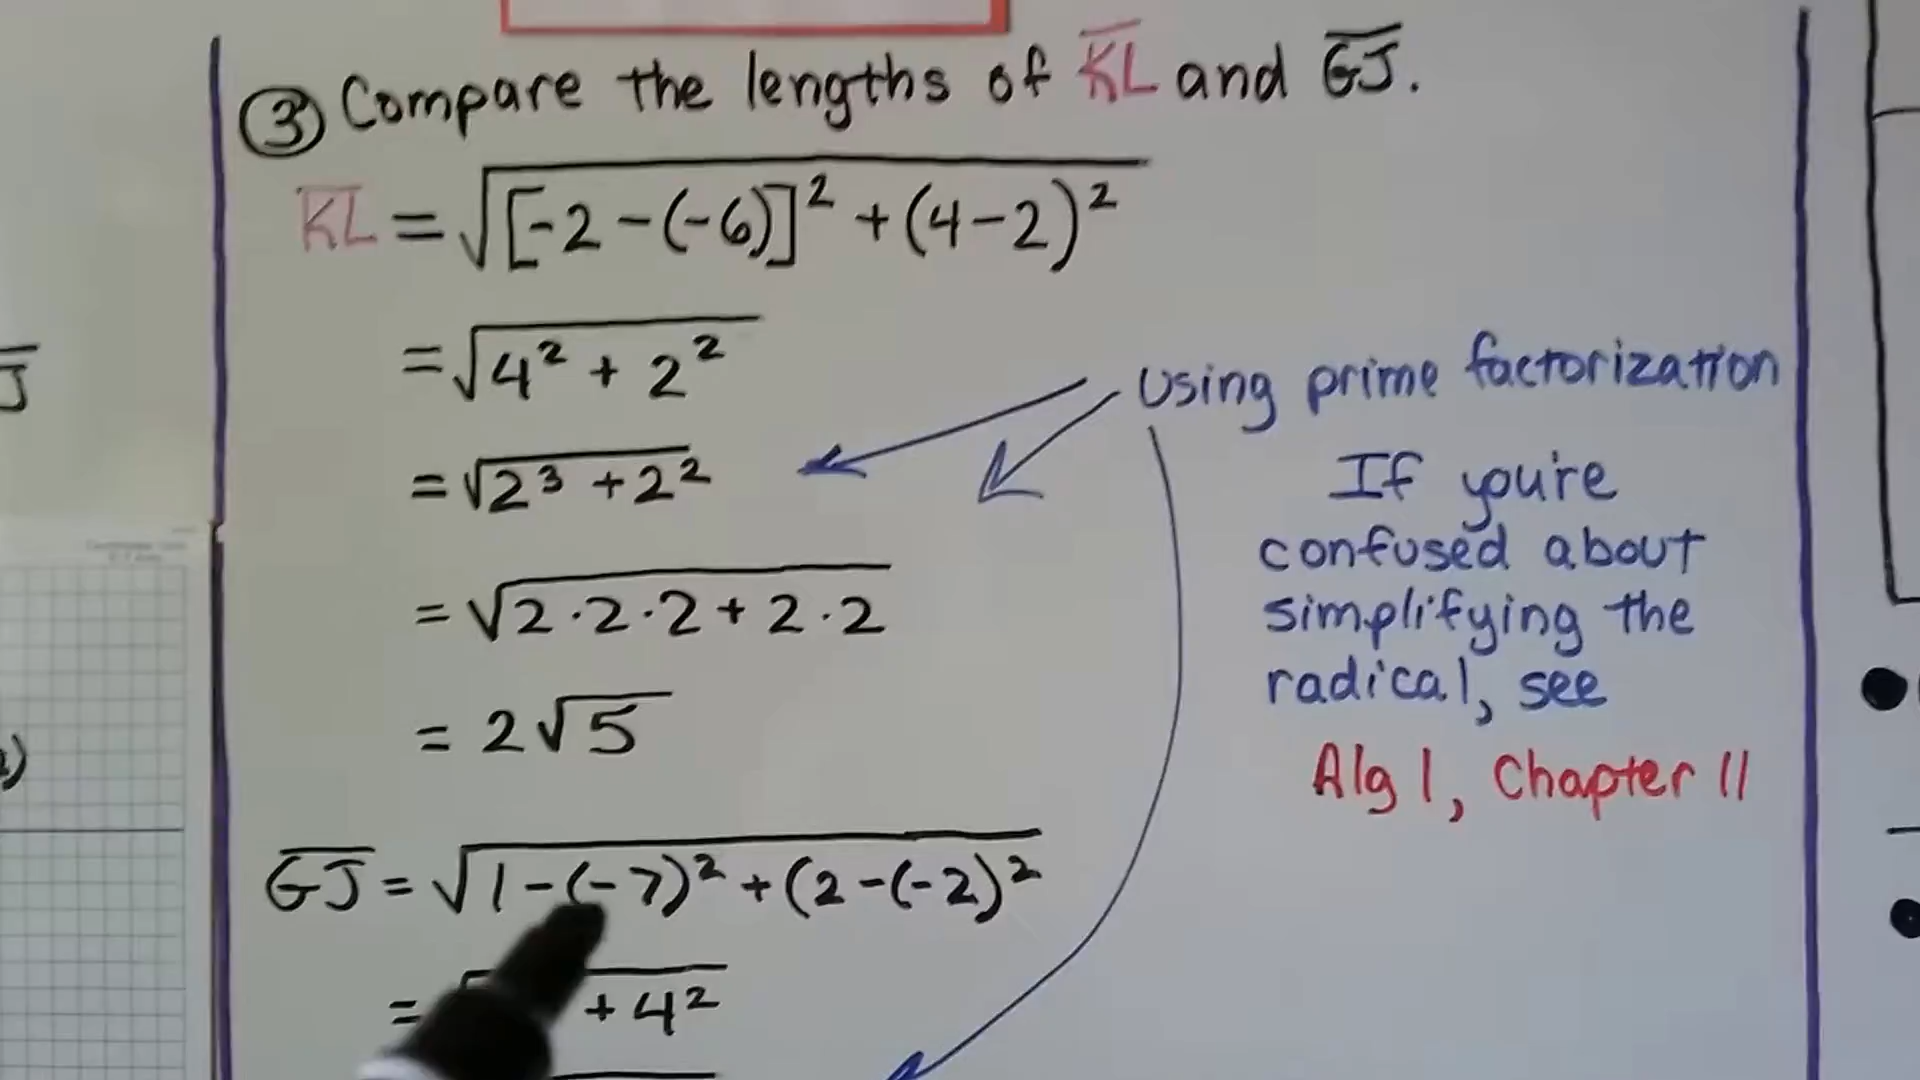 ③ Compare the lengths of KL and GJ.
KL = √[-2-(-6)]² + (4-2)²
= √4² + 2²
= √2³ + 2²
= √2·2·2 + 2·2
= 2√5
using prime factorization
If you're
confused about
simplifying the
radical, see
Alg 1, Chapter 11
GJ = √1-(-7)² + (2-(-2)²
= + 4²
J